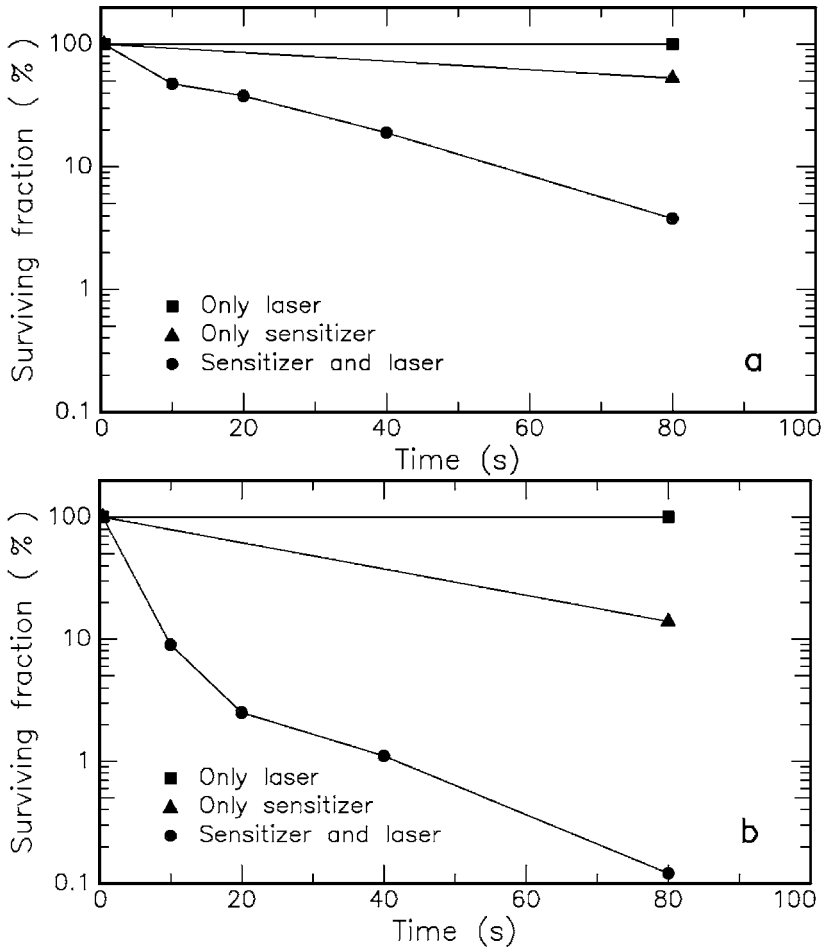 Surviving fraction ( % )
100
10
1
0.1
Only laser
Only sensitizer
Sensitizer and laser
a
0 20 40 60 80 100
Time (s)
Surviving fraction ( % )
100
10
1
0.1
Only laser
Only sensitizer
Sensitizer and laser
b
0 20 40 60 80 100
Time (s)